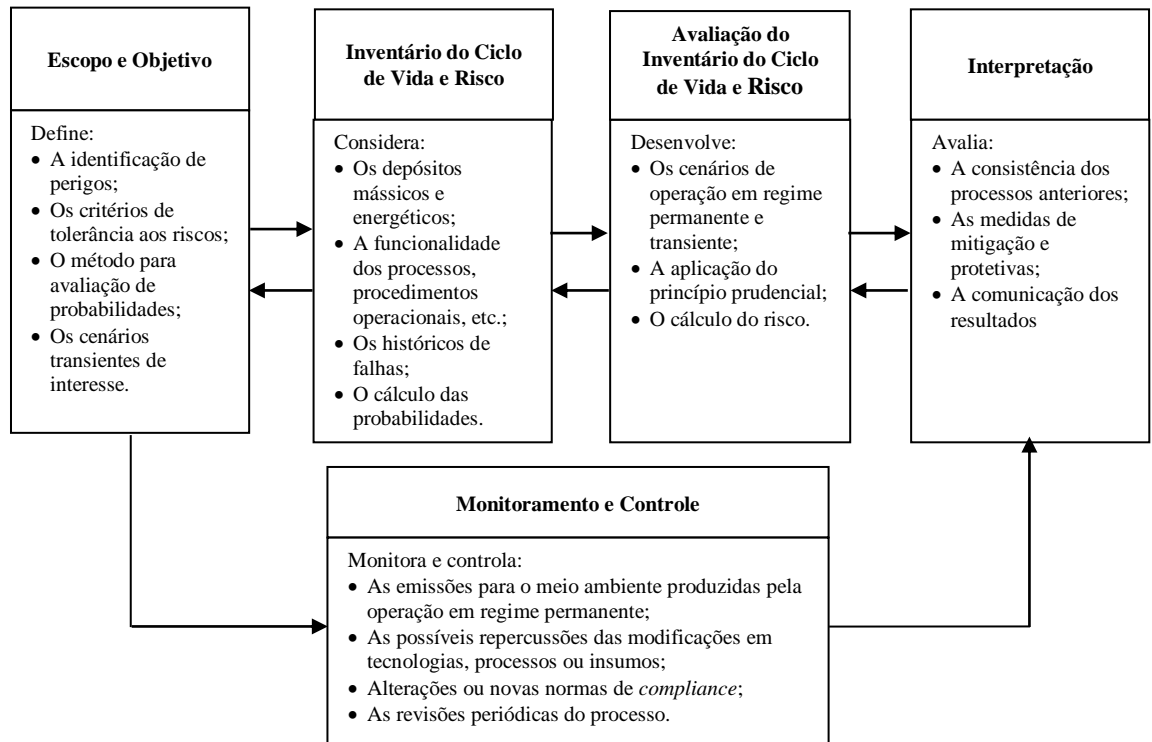 Escopo e Objetivo
Define:
• A identificação de
perigos;
• Os critérios de
tolerância aos riscos;
• O método para
avaliação de
probabilidades;
• Os cenários
transientes de
interesse.
Inventário do Ciclo
de Vida e Risco
Considera:
• Os depósitos
mássicos e
energéticos;
• A funcionalidade
dos processos,
procedimentos
operacionais, etc.;
• Os históricos de
falhas;
• O cálculo das
probabilidades.
Avaliação do
Inventário do Ciclo
de Vida e Risco
Desenvolve:
• Os cenários de
operação em regime
permanente e
transiente;
• A aplicação do
princípio prudencial;
• O cálculo do risco.
Interpretação
Avalia:
• A consistência dos
processos anteriores;
• As medidas de
mitigação e
protetivas;
• A comunicação dos
resultados
Monitoramento e Controle
Monitora e controla:
• As emissões para o meio ambiente produzidas pela
operação em regime permanente;
• As possíveis repercussões das modificações em
tecnologias, processos ou insumos;
• Alterações ou novas normas de compliance;
• As revisões periódicas do processo.